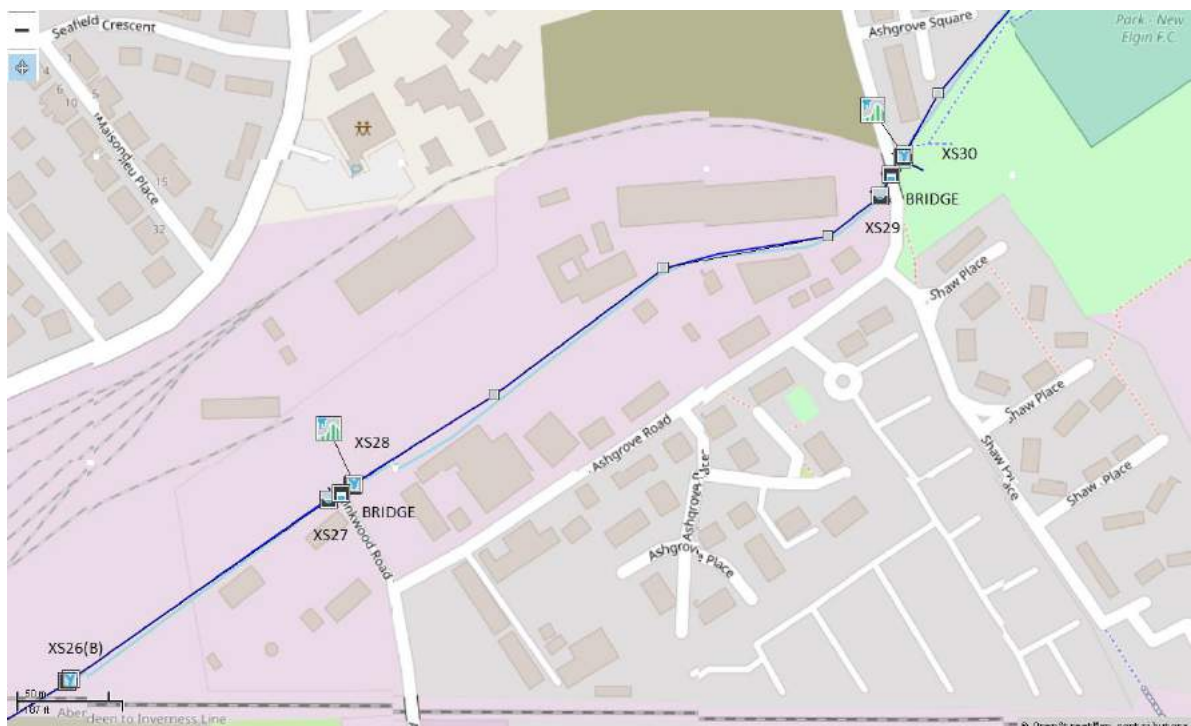 Seafield Crescent
Ashgrove Square
Park - New
Elgin F.C.
1
4
6
5
10
Maisondieu Place
15
32
XS30
BRIDGE
XS29
Shaw Place
XS28
BRIDGE
XS27
Ashgrove Road
Shaw Place
Shaw Place
Shaw Place
Ashgrove Place
Ashgrove Place
XS26(B)
50 m
Aberdeen to Inverness Line